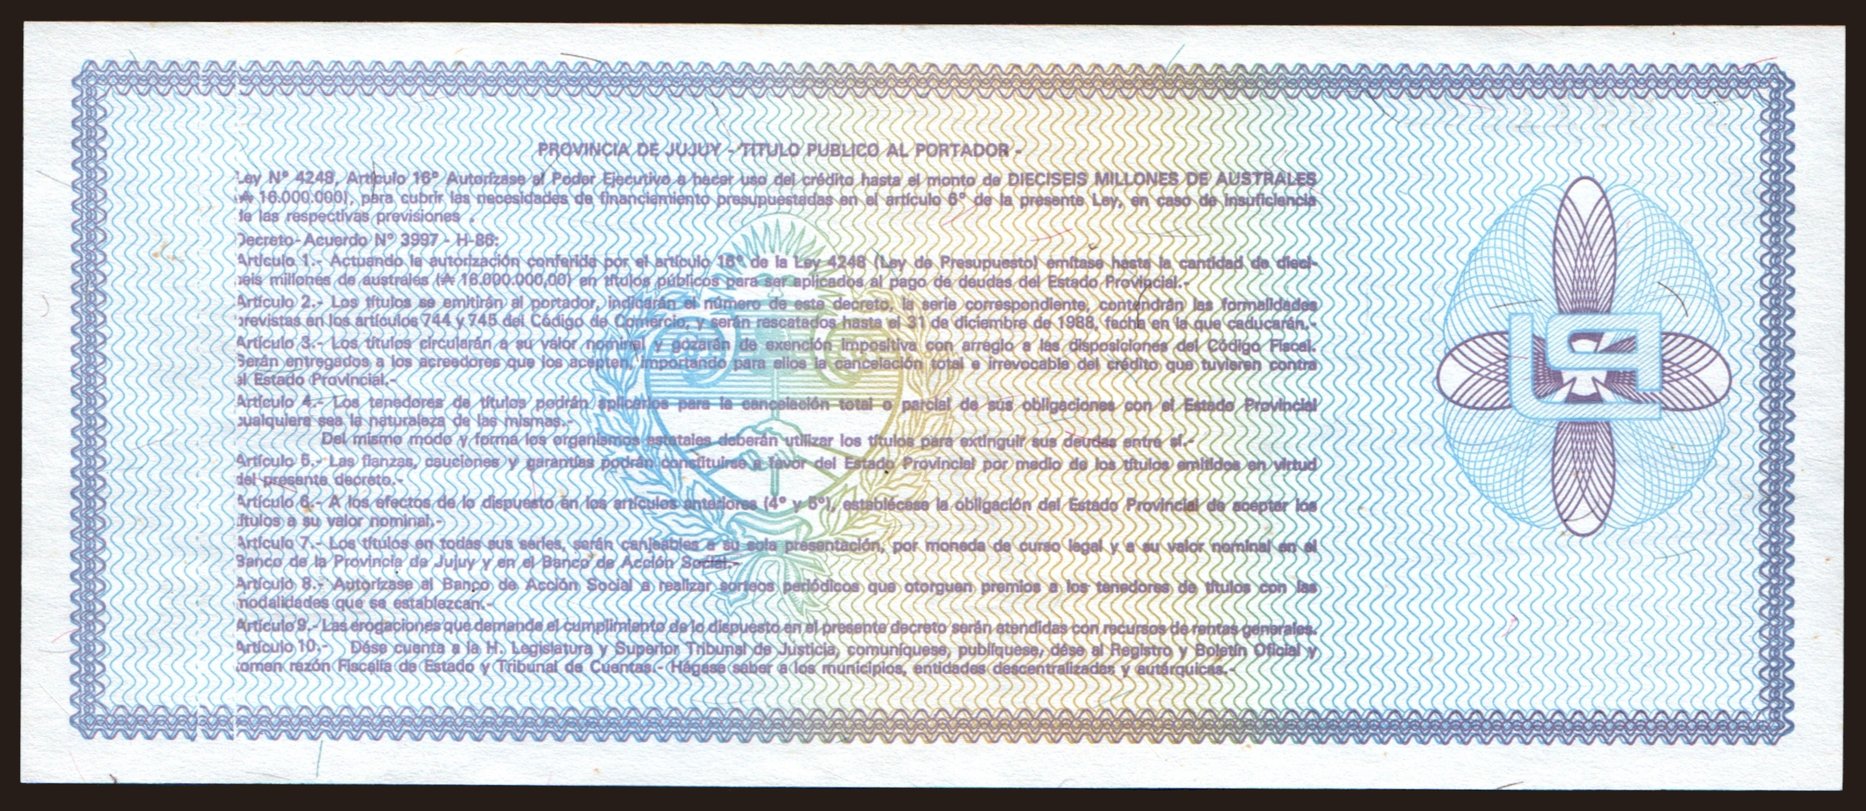 PROVINCIA DE JUJUY - TITULO PUBLICO AL PORTADOR -
Ley Nº 4248, Artículo 16º Autorízase al Poder Ejecutivo a hacer uso del crédito hasta el monto de DIECISEIS MILLONES DE AUSTRALES
(₳ 16.000.000), para cubrir las necesidades de financiamiento presupuestadas en el artículo 6º de la presente Ley, en caso de insuficiencia
de las respectivas previsiones .
Decreto-Acuerdo Nº 3997 - H-86:
Artículo 1.- Actuando la autorización conferida por el artículo 16º de la Ley 4248 (Ley de Presupuesto) emítase hasta la cantidad de dieci-
seis millones de australes (₳ 16.000.000,00) en títulos públicos para ser aplicados al pago de deudas del Estado Provincial.-
Artículo 2.- Los títulos se emitirán al portador, indicarán el número de este decreto, la serie correspondiente, contendrán las formalidades
previstas en los artículos 744 y 745 del Código de Comercio, y serán rescatados hasta el 31 de diciembre de 1988, fecha en la que caducarán.-
Artículo 3.- Los títulos circularán a su valor nominal y gozarán de exención impositiva con arreglo a las disposiciones del Código Fiscal.
Serán entregados a los acreedores que los acepten, importando para ellos la cancelación total e irrevocable del crédito que tuvieren contra
al Estado Provincial.-
Artículo 4.- Los tenedores de títulos podrán aplicarlos para la cancelación total o parcial de sus obligaciones con el Estado Provincial
cualquiera sea la naturaleza de las mismas.-
Del mismo modo y forma los organismos estatales deberán utilizar los títulos para extinguir sus deudas entre sí.-
Artículo 5.- Las fianzas, cauciones y garantías podrán constituirse a favor del Estado Provincial por medio de los títulos emitidos en virtud
del presente decreto.-
Artículo 6.- A los efectos de lo dispuesto en los artículos anteriores (4º y 5º), establécese la obligación del Estado Provincial de aceptar los
títulos a su valor nominal.-
Artículo 7.- Los títulos en todas sus series, serán canjeables a su sola presentación, por moneda de curso legal y a su valor nominal en el
Banco de la Provincia de Jujuy y en el Banco de Acción Social.-
Artículo 8.- Autorízase al Banco de Acción Social a realizar sorteos periódicos que otorguen premios a los tenedores de títulos con las
modalidades que se establezcan.-
Artículo 9.- Las erogaciones que demande el cumplimiento de lo dispuesto en el presente decreto serán atendidas con recursos de rentas generales.
Artículo 10.- Dése cuenta a la H. Legislatura y Superior Tribunal de Justicia, comuníquese, publíquese, dése al Registro y Boletín Oficial y
tomen razón Fiscalía de Estado y Tribunal de Cuentas.- Hágase saber a los municipios, entidades descentralizadas y autárquicas.-